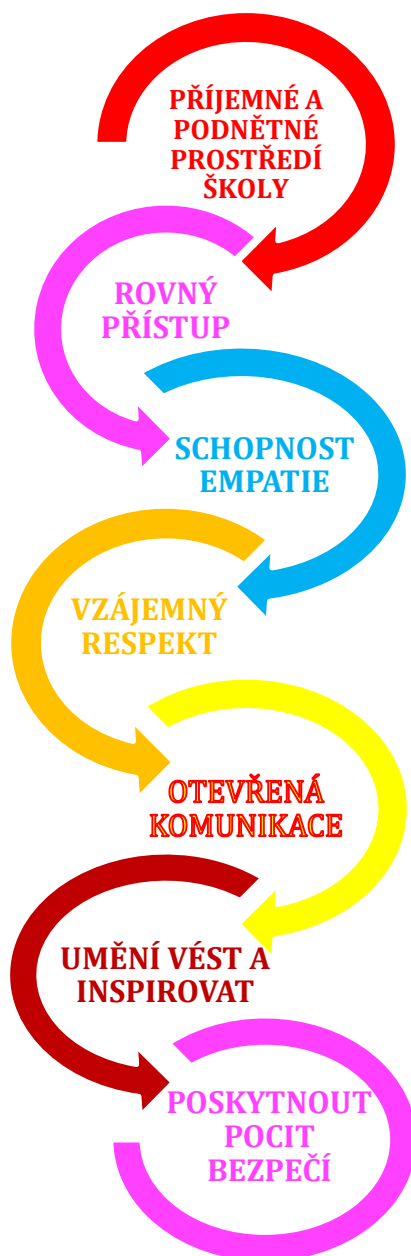 PŘÍJEMNÉ A
PODNĚTNÉ
PROSTŘEDÍ
ŠKOLY
ROVNÝ
PŘÍSTUP
SCHOPNOST
EMPATIE
VZÁJEMNÝ
RESPEKT
OTEVŘENÁ
KOMUNIKACE
UMĚNÍ VÉST A
INSPIROVAT
POSKYTNOUT
POCIT
BEZPEČÍ